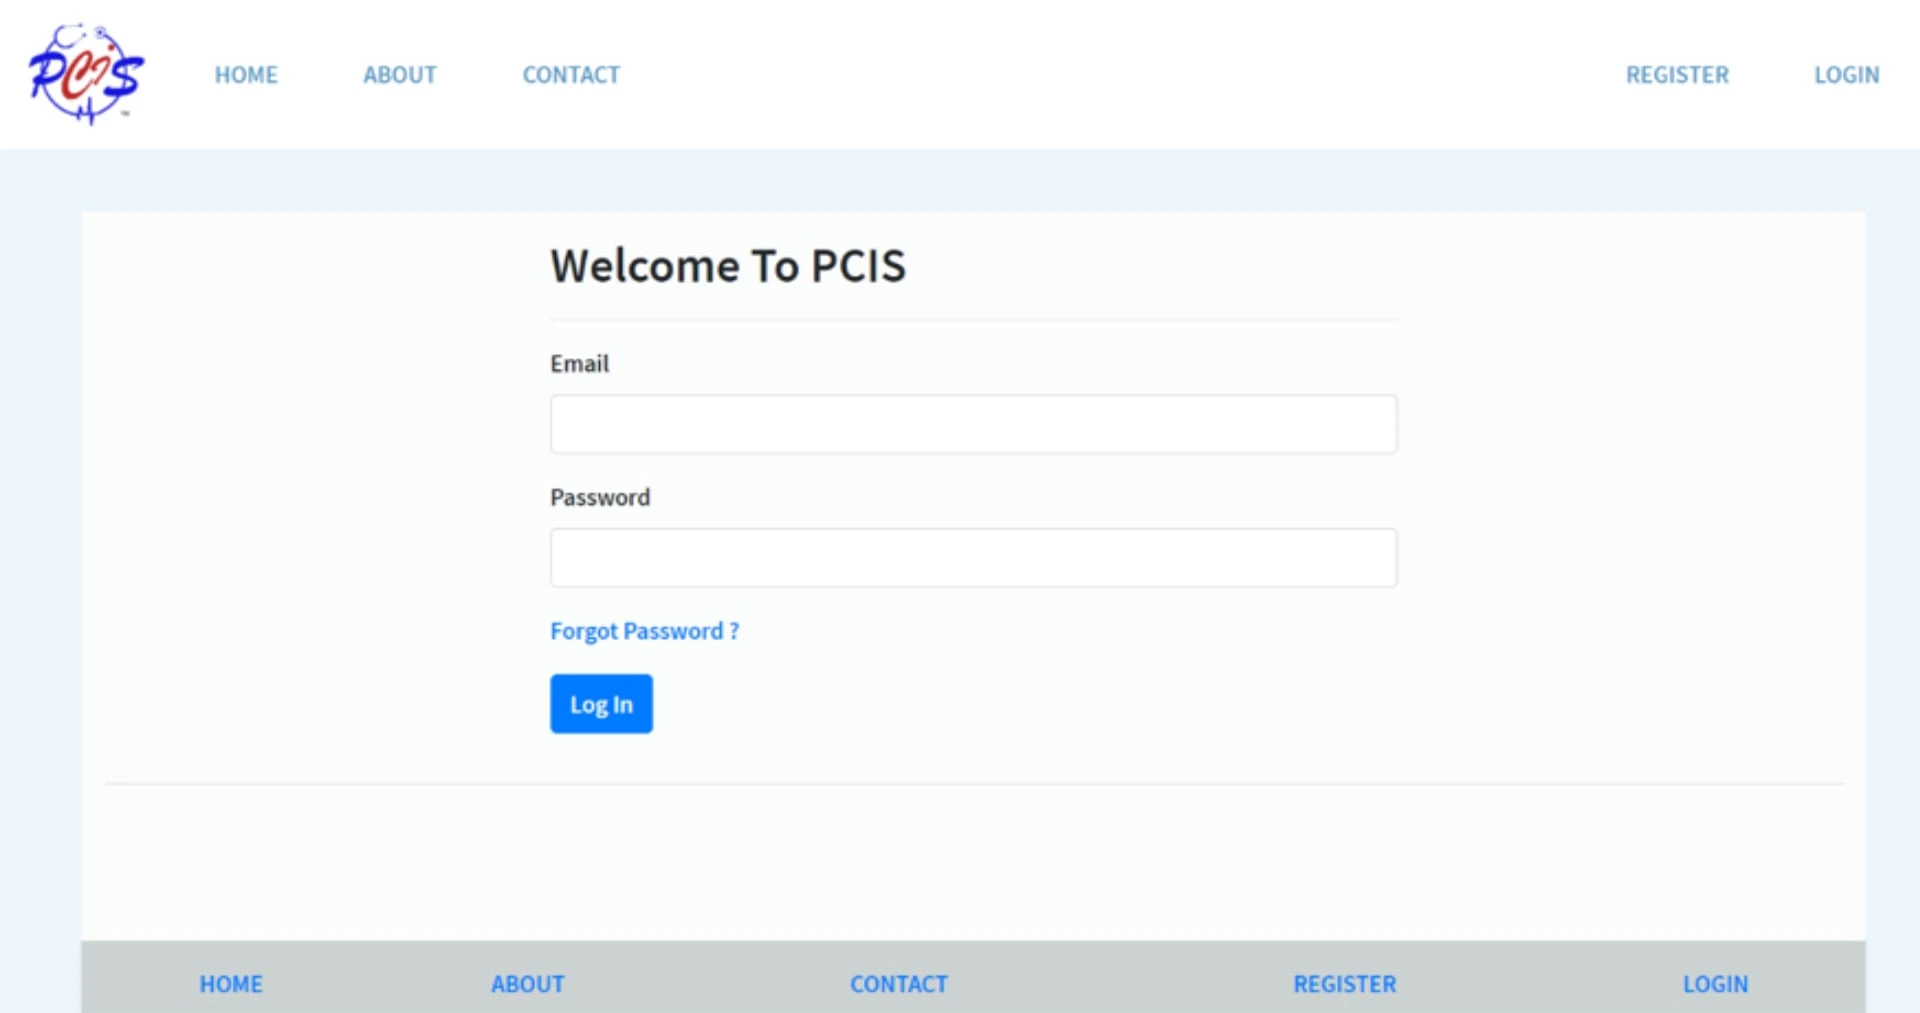 PCIS
HOME ABOUT CONTACT REGISTER LOGIN
Welcome To PCIS
Email
Password
Forgot Password ?
Log In
HOME ABOUT CONTACT REGISTER LOGIN